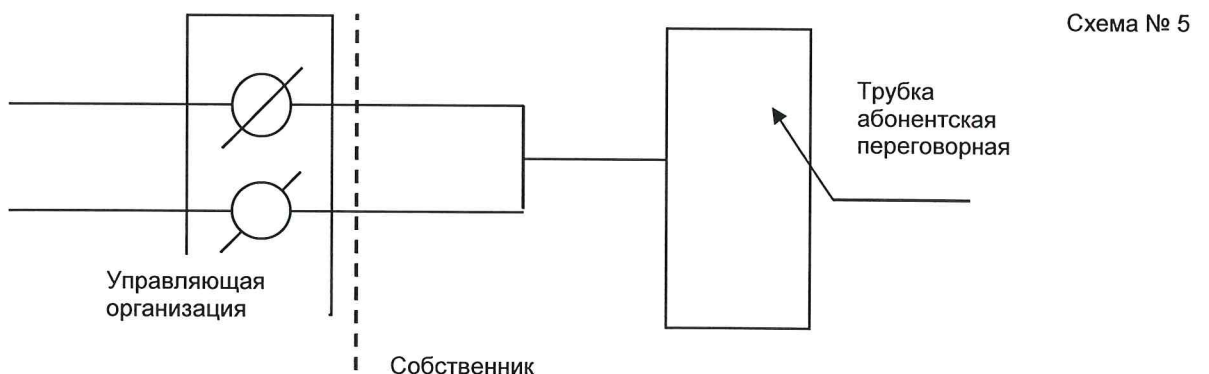 Схема № 5
Трубка
абонентская
переговорная
Управляющая
организация
Собственник